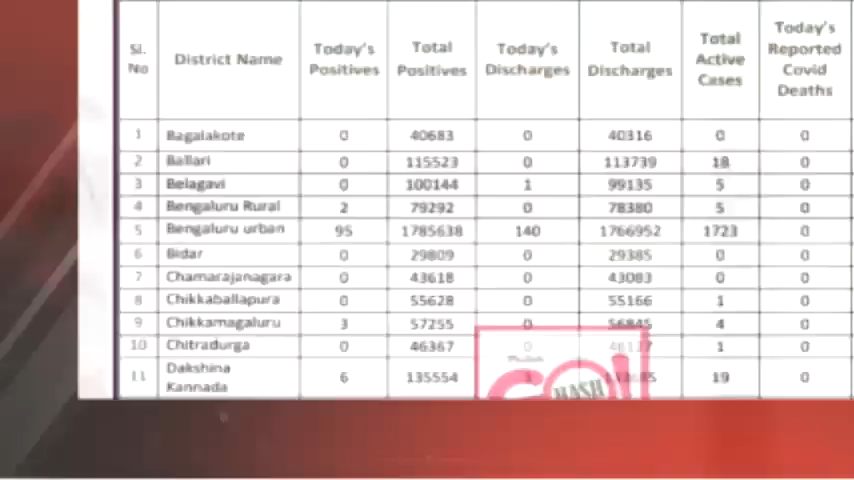 Sl. No | District Name | Today's Positives | Total Positives | Today's Discharges | Total Discharges | Total Active Cases | Today's Reported Covid Deaths
1 | Bagalakote | 0 | 40683 | 0 | 40316 | 0 | 0
2 | Ballari | 0 | 115523 | 0 | 113739 | 18 | 0
3 | Belagavi | 0 | 100144 | 1 | 99135 | 5 | 0
4 | Bengaluru Rural | 2 | 79292 | 0 | 78380 | 5 | 0
5 | Bengaluru urban | 95 | 1785638 | 140 | 1766952 | 1723 | 0
6 | Bidar | 0 | 29809 | 0 | 29385 | 0 | 0
7 | Chamarajanagara | 0 | 43618 | 0 | 43083 | 0 | 0
8 | Chikkaballapura | 0 | 55628 | 0 | 55166 | 1 | 0
9 | Chikkamagaluru | 3 | 57255 | 0 | 56845 | 4 | 0
10 | Chitradurga | 0 | 46367 | 0 | | 1 | 0
11 | Dakshina Kannada | 6 | 135554 | | | 19 | 0
MASH